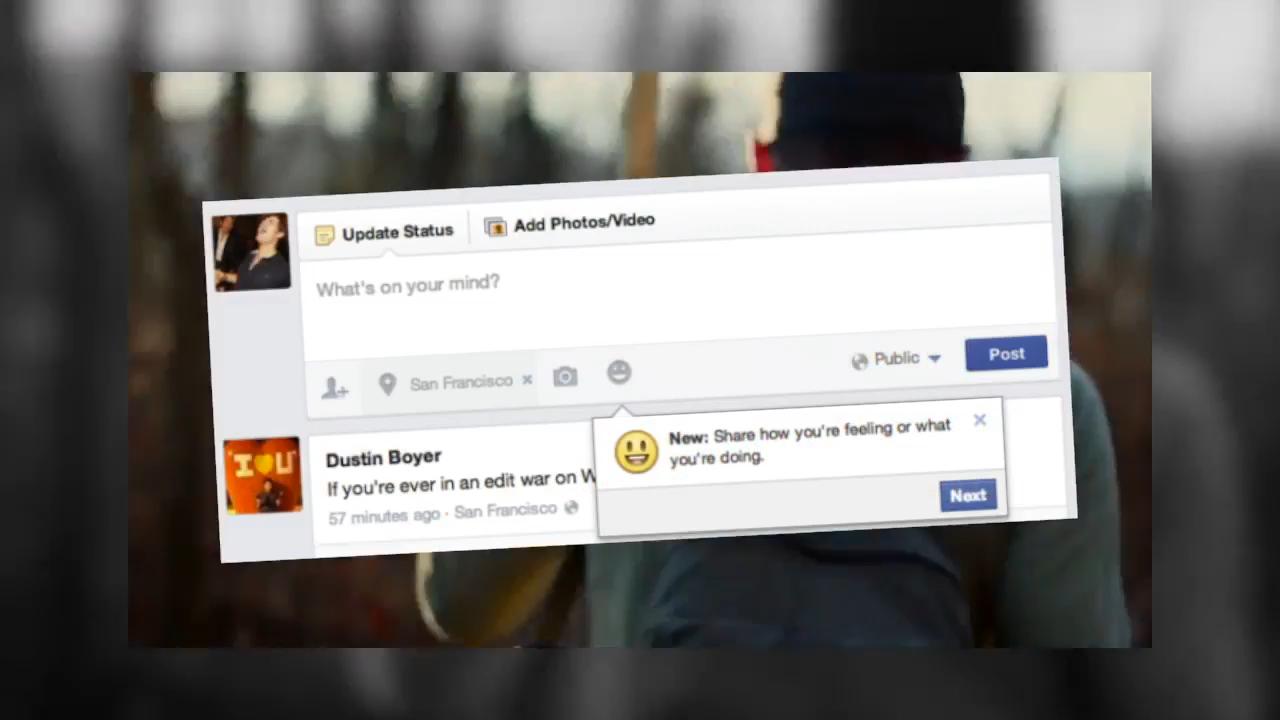 Update Status
Add Photos/Video
What's on your mind?
San Francisco ×
Public
Post
New: Share how you're feeling or what
you're doing.
Next
I U
Dustin Boyer
If you're ever in an edit war on W
57 minutes ago · San Francisco